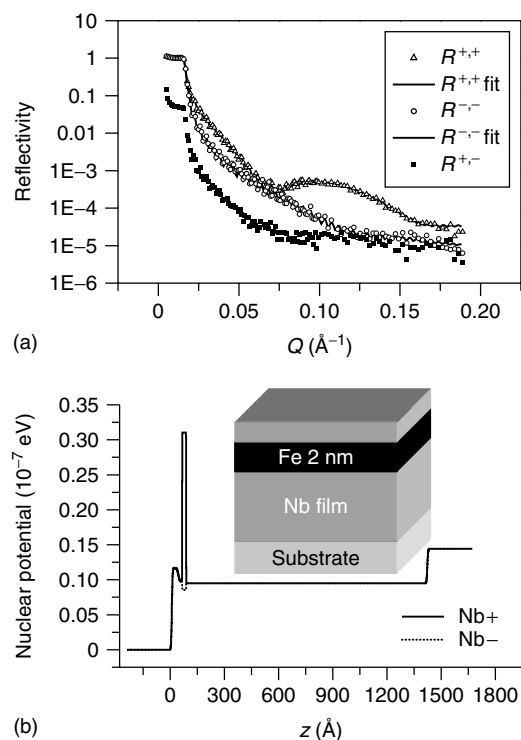 1
0.1
0.01
1E−3
1E−4
1E−5
1E−6
Reflectivity
R+,+
R+,+ fit
R−,−
R−,− fit
R+,−
0
0.05
0.10
0.15
0.20
(a)
Q (Å−1)
0.35
0.30
0.25
0.20
0.15
0.10
0.05
0
Nuclear potential (10−7 eV)
Fe 2 nm
Nb film
Substrate
Nb+
Nb−
0
300
600
900
1200
1500
1800
(b)
z (Å)